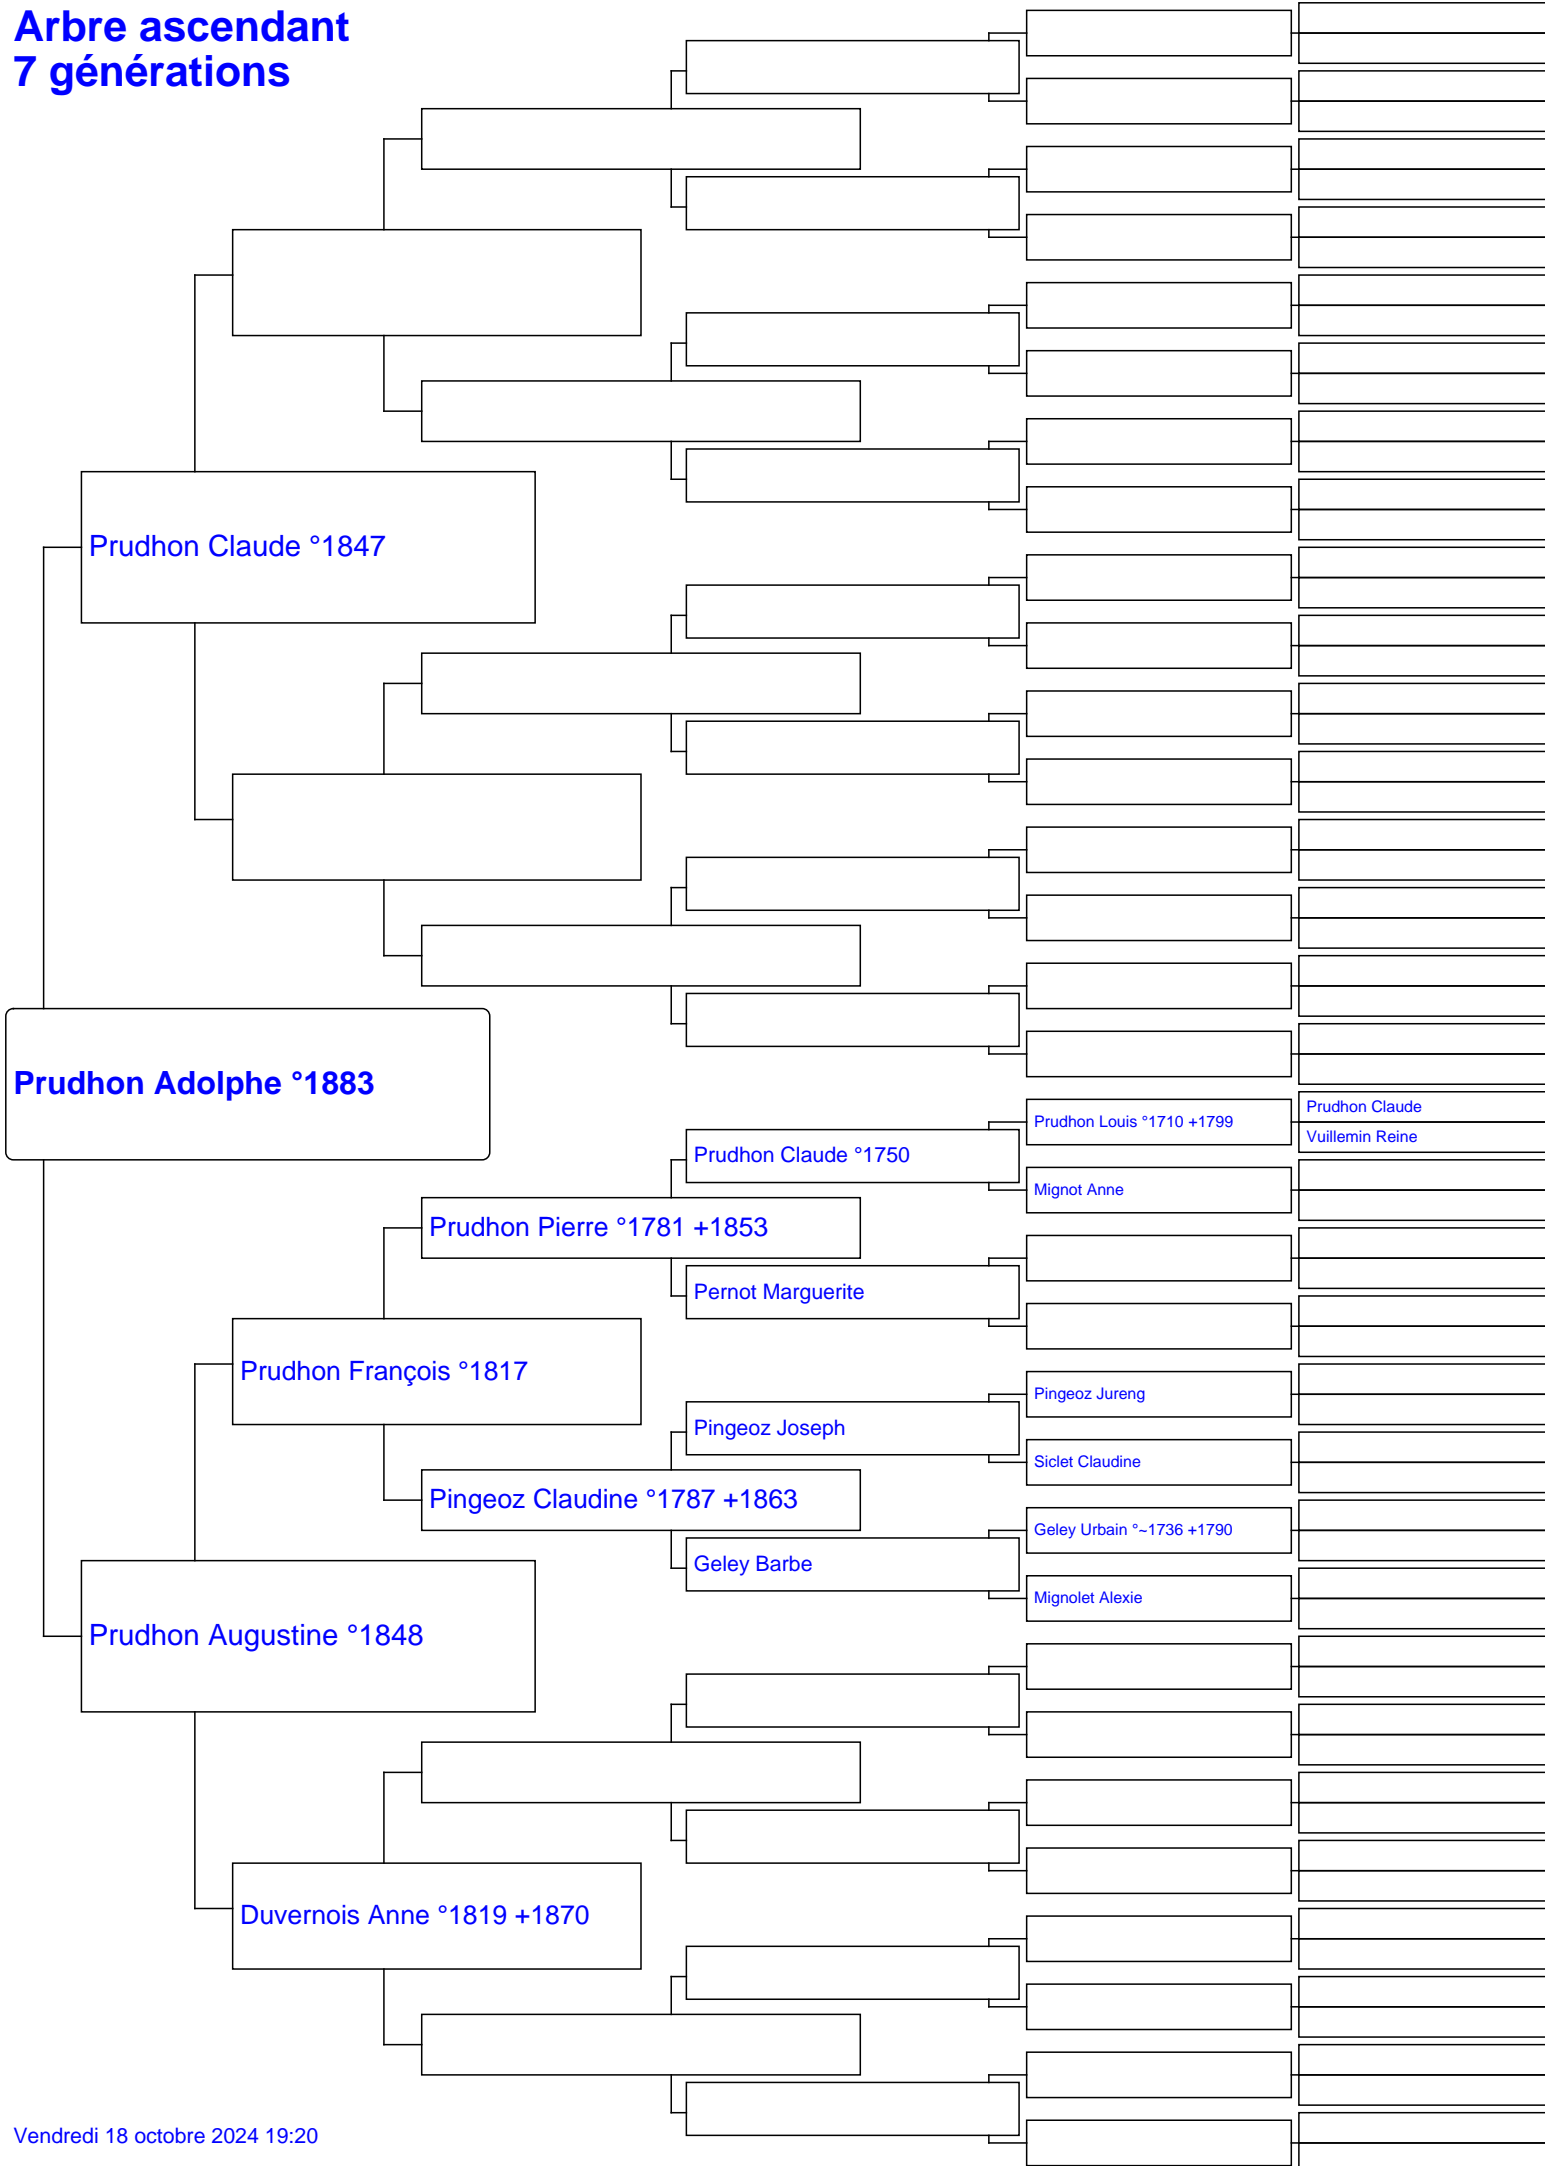 Arbre ascendant
7 générations
Prudhon Claude °1847
Prudhon Adolphe °1883
Prudhon Claude
Prudhon Louis °1710 +1799
Vuillemin Reine
Prudhon Claude °1750
Mignot Anne
Prudhon Pierre °1781 +1853
Pernot Marguerite
Prudhon François °1817
Pingeoz Jureng
Pingeoz Joseph
Siclet Claudine
Pingeoz Claudine °1787 +1863
Geley Urbain °~1736 +1790
Geley Barbe
Mignolet Alexie
Prudhon Augustine °1848
Duvernois Anne °1819 +1870
Vendredi 18 octobre 2024 19:20